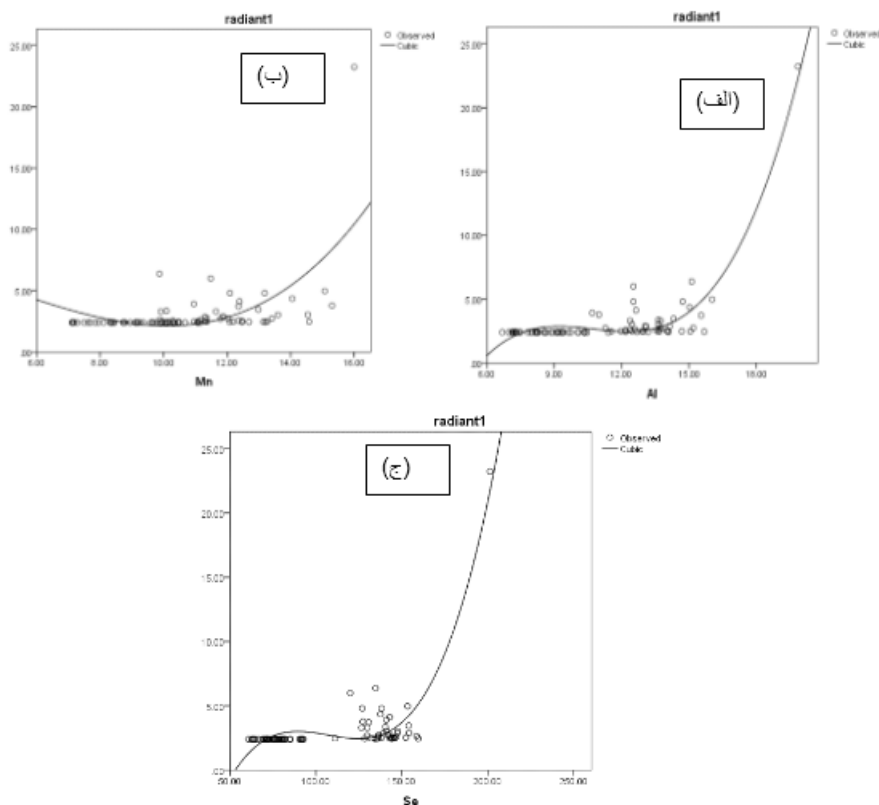 radiant1
Observed
Cubic
(ب)
25.00
20.00
15.00
10.00
5.00
.00
6.00
8.00
10.00
12.00
14.00
16.00
Mn
radiant1
Observed
Cubic
(الف)
25.00
20.00
15.00
10.00
5.00
.00
6.00
9.00
12.00
15.00
18.00
Al
radiant1
Observed
Cubic
(ج)
25.00
20.00
15.00
10.00
5.00
.00
50.00
100.00
150.00
200.00
250.00
Se